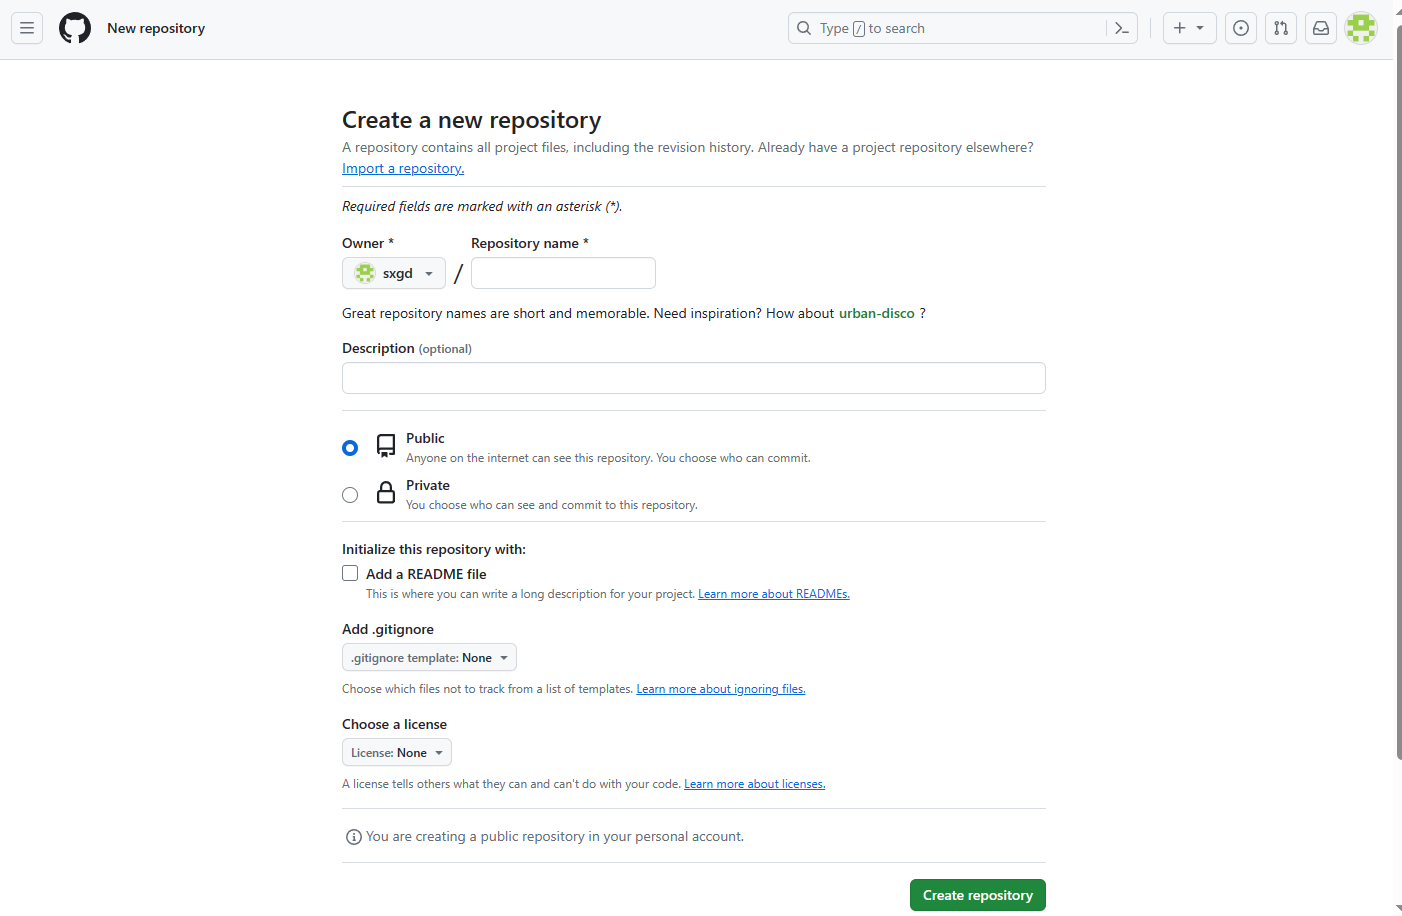 New repository
Type / to search
Create a new repository
A repository contains all project files, including the revision history. Already have a project repository elsewhere?
Import a repository.
Required fields are marked with an asterisk (*).
Owner * Repository name *
sxgd /
Great repository names are short and memorable. Need inspiration? How about urban-disco ?
Description (optional)
Public
Anyone on the internet can see this repository. You choose who can commit.
Private
You choose who can see and commit to this repository.
Initialize this repository with:
Add a README file
This is where you can write a long description for your project. Learn more about READMEs.
Add .gitignore
.gitignore template: None
Choose which files not to track from a list of templates. Learn more about ignoring files.
Choose a license
License: None
A license tells others what they can and can't do with your code. Learn more about licenses.
You are creating a public repository in your personal account.
Create repository